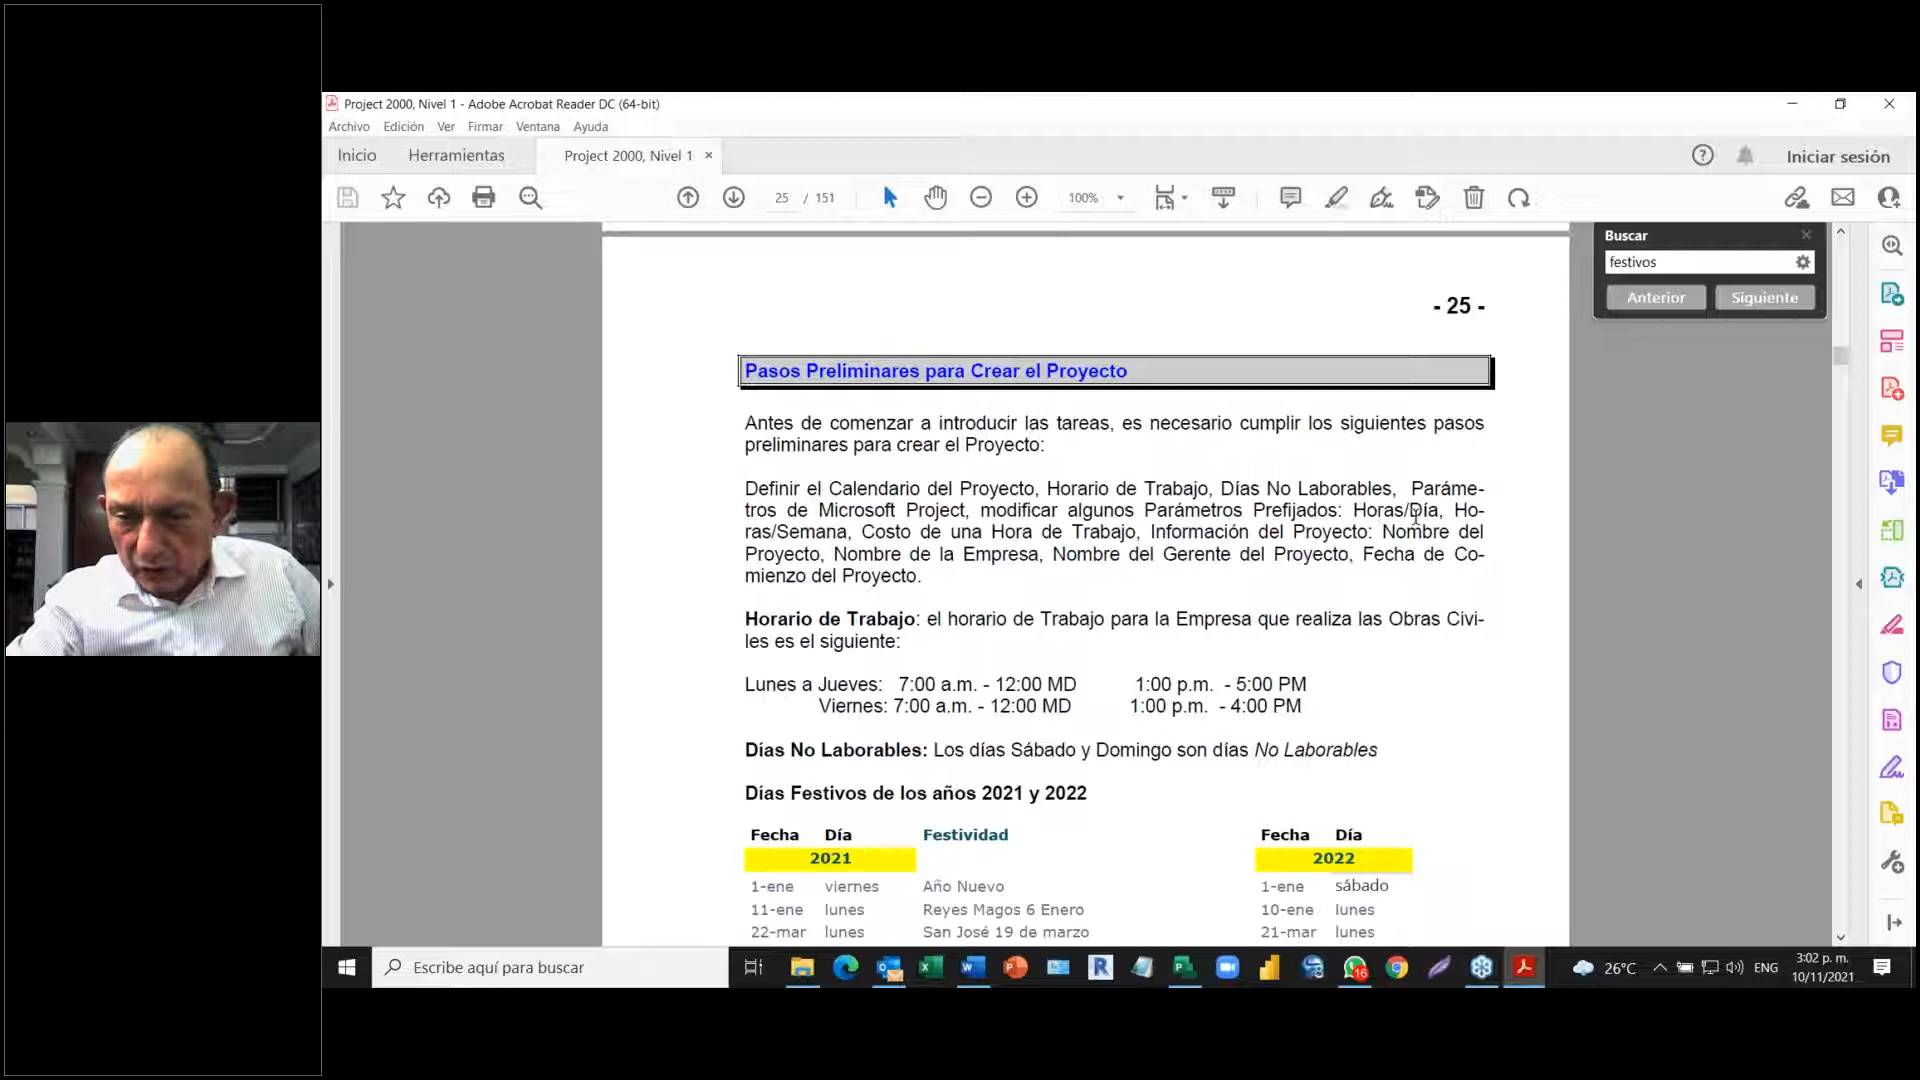 Project 2000, Nivel 1 - Adobe Acrobat Reader DC (64-bit)
Archivo Edición Ver Firmar Ventana Ayuda
Inicio Herramientas Project 2000, Nivel 1 × Iniciar sesión
25 / 151 100%
Buscar
festivos
Anterior Siguiente
- 25 -
Pasos Preliminares para Crear el Proyecto
Antes de comenzar a introducir las tareas, es necesario cumplir los siguientes pasos
preliminares para crear el Proyecto:
Definir el Calendario del Proyecto, Horario de Trabajo, Días No Laborables, Paráme-
tros de Microsoft Project, modificar algunos Parámetros Prefijados: Horas/Día, Ho-
ras/Semana, Costo de una Hora de Trabajo, Información del Proyecto: Nombre del
Proyecto, Nombre de la Empresa, Nombre del Gerente del Proyecto, Fecha de Co-
mienzo del Proyecto.
Horario de Trabajo: el horario de Trabajo para la Empresa que realiza las Obras Civi-
les es el siguiente:
Lunes a Jueves: 7:00 a.m. - 12:00 MD 1:00 p.m. - 5:00 PM
Viernes: 7:00 a.m. - 12:00 MD 1:00 p.m. - 4:00 PM
Días No Laborables: Los días Sábado y Domingo son días No Laborables
Días Festivos de los años 2021 y 2022
Fecha Día Festividad Fecha Día
2021 2022
1-ene viernes Año Nuevo 1-ene sábado
11-ene lunes Reyes Magos 6 Enero 10-ene lunes
22-mar lunes San José 19 de marzo 21-mar lunes
Escribe aquí para buscar 16 26°C ENG 3:02 p. m.
10/11/2021